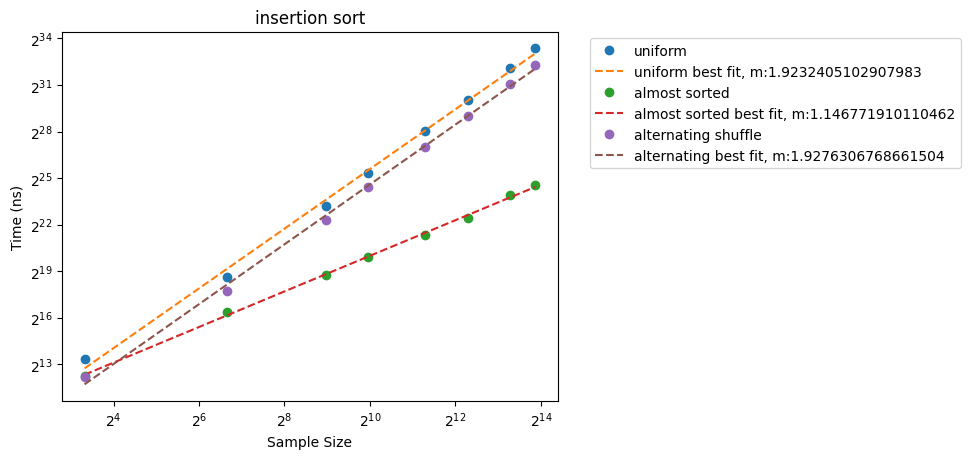 insertion sort
Time (ns)
2^34
2^31
2^28
2^25
2^22
2^19
2^16
2^13
2^4 2^6 2^8 2^10 2^12 2^14
Sample Size
uniform
uniform best fit, m:1.9232405102907983
almost sorted
almost sorted best fit, m:1.146771910110462
alternating shuffle
alternating best fit, m:1.9276306768661504